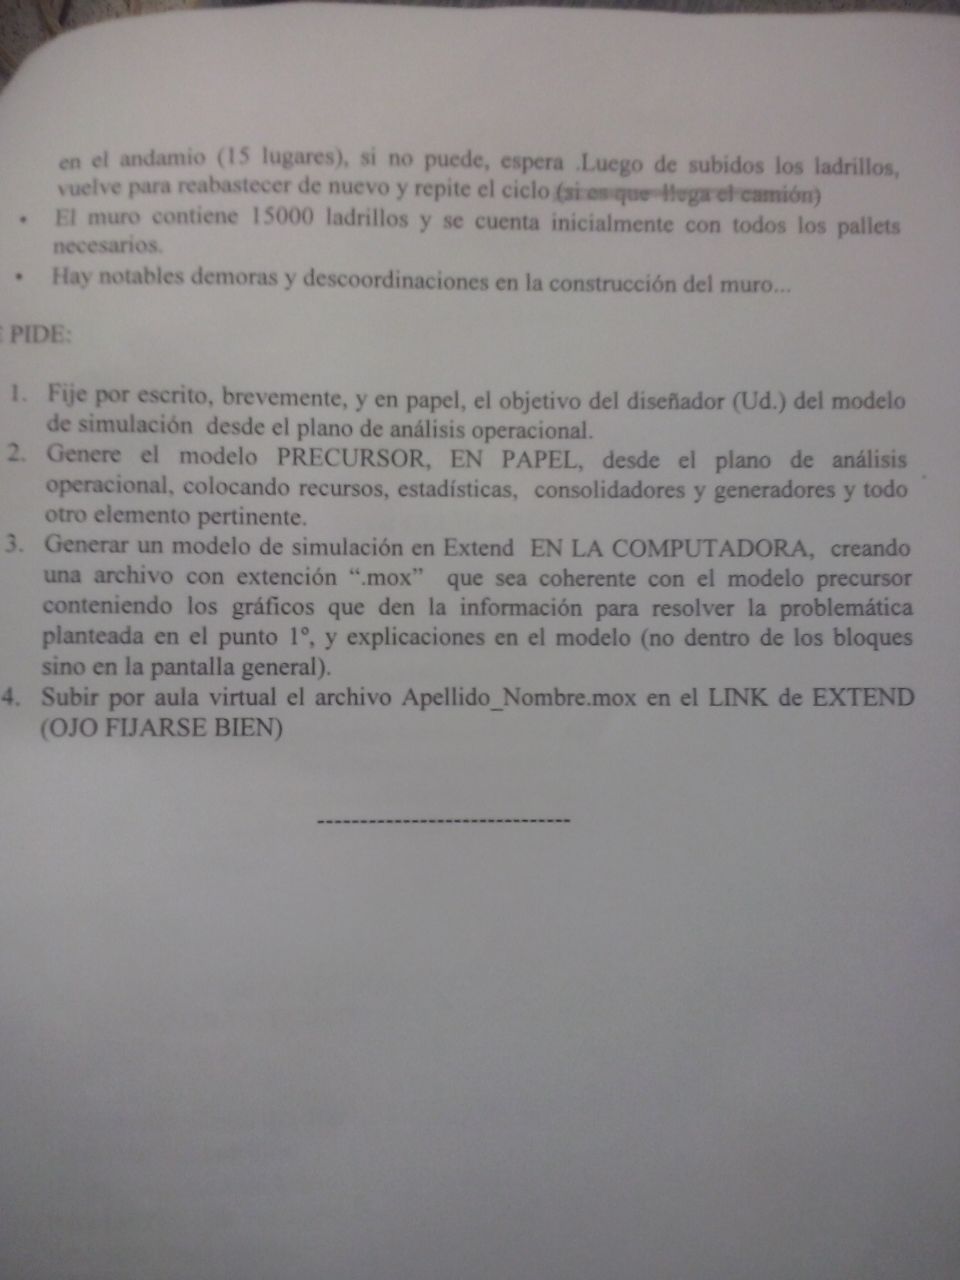 en el andamio (15 lugares), si no puede, espera .Luego de subidos los ladrillos,
vuelve para reabastecer de nuevo y repite el ciclo (si es que llega el camión)
• El muro contiene 15000 ladrillos y se cuenta inicialmente con todos los pallets
necesarios.
• Hay notables demoras y descoordinaciones en la construcción del muro...
E PIDE:
1. Fije por escrito, brevemente, y en papel, el objetivo del diseñador (Ud.) del modelo
de simulación desde el plano de análisis operacional.
2. Genere el modelo PRECURSOR, EN PAPEL, desde el plano de análisis
operacional, colocando recursos, estadísticas, consolidadores y generadores y todo
otro elemento pertinente.
3. Generar un modelo de simulación en Extend EN LA COMPUTADORA, creando
una archivo con extención “.mox” que sea coherente con el modelo precursor
conteniendo los gráficos que den la información para resolver la problemática
planteada en el punto 1º, y explicaciones en el modelo (no dentro de los bloques
sino en la pantalla general).
4. Subir por aula virtual el archivo Apellido_Nombre.mox en el LINK de EXTEND
(OJO FIJARSE BIEN)
------------------------------